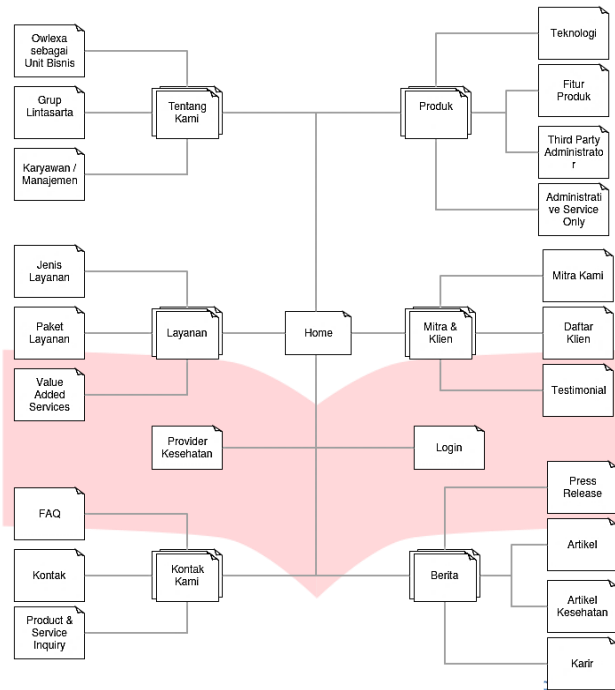 Owlexa
sebagai
Unit Bisnis
Grup
Lintasarta
Karyawan /
Manajemen
Tentang
Kami
Produk
Teknologi
Fitur
Produk
Third Party
Administrato
r
Administrati
ve Service
Only
Jenis
Layanan
Paket
Layanan
Value
Added
Services
Layanan
Home
Mitra &
Klien
Mitra Kami
Daftar
Klien
Testimonial
Provider
Kesehatan
Login
FAQ
Kontak
Product &
Service
Inquiry
Kontak
Kami
Berita
Press
Release
Artikel
Artikel
Kesehatan
Karir